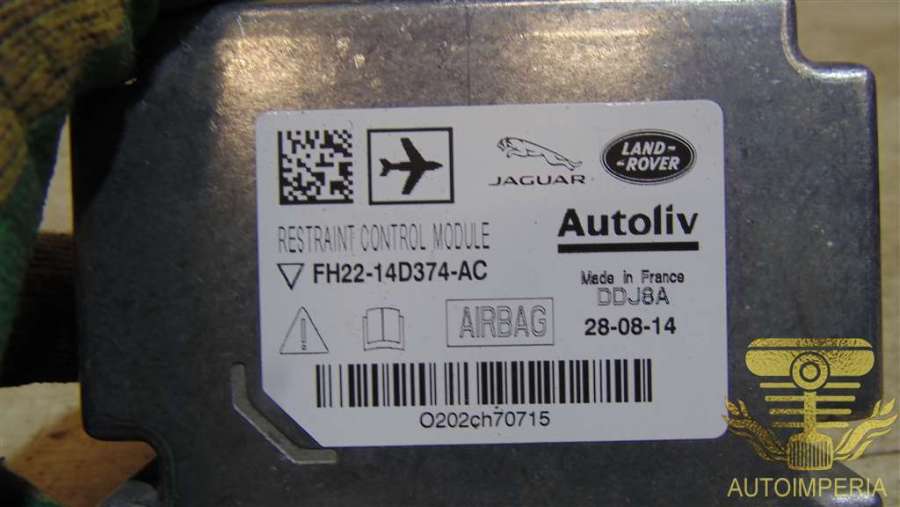 JAGUAR
LAND-
-ROVER
RESTRAINT CONTROL MODULE
Autoliv
FH22-14D374-AC
Made in France
DDJ8A
AIRBAG
28-08-14
O202ch70715
AUTOIMPERIA